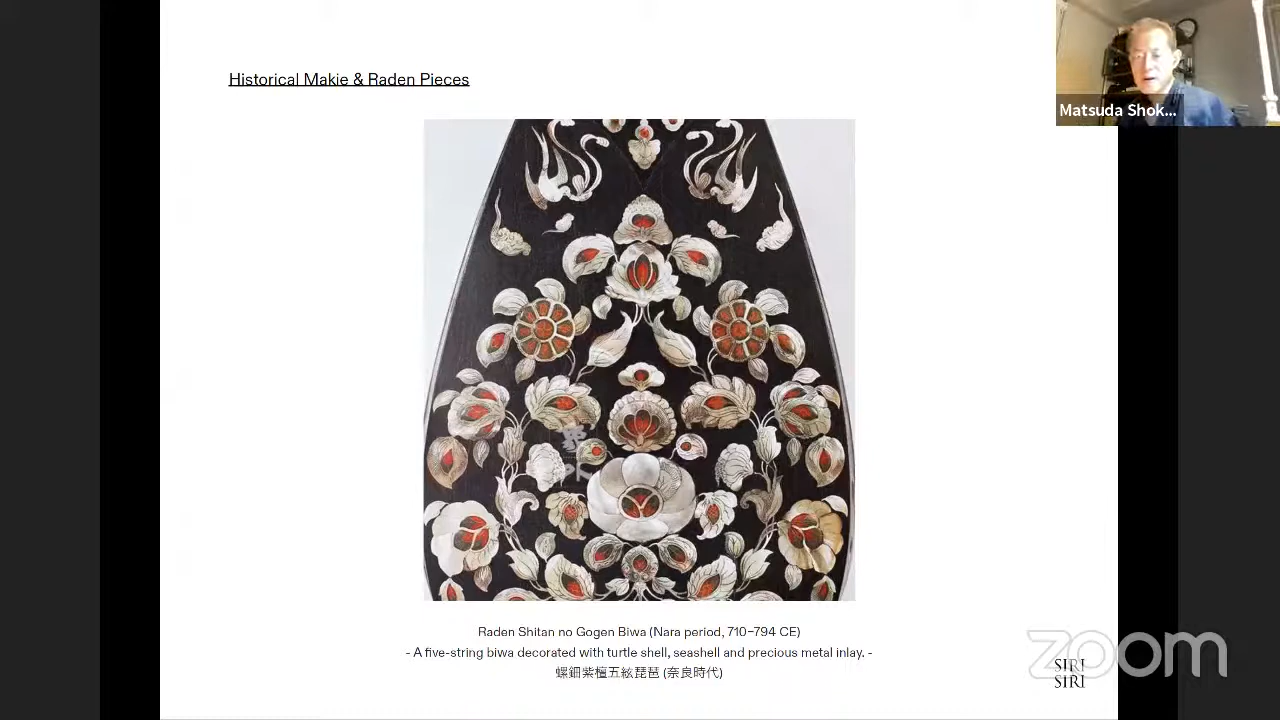 Historical Makie & Raden Pieces
Matsuda Shok...
Raden Shitan no Gogen Biwa (Nara period, 710–794 CE)
- A five-string biwa decorated with turtle shell, seashell and precious metal inlay. -
螺鈿紫檀五絃琵琶 (奈良時代)
zoom
SIRI
SIRI